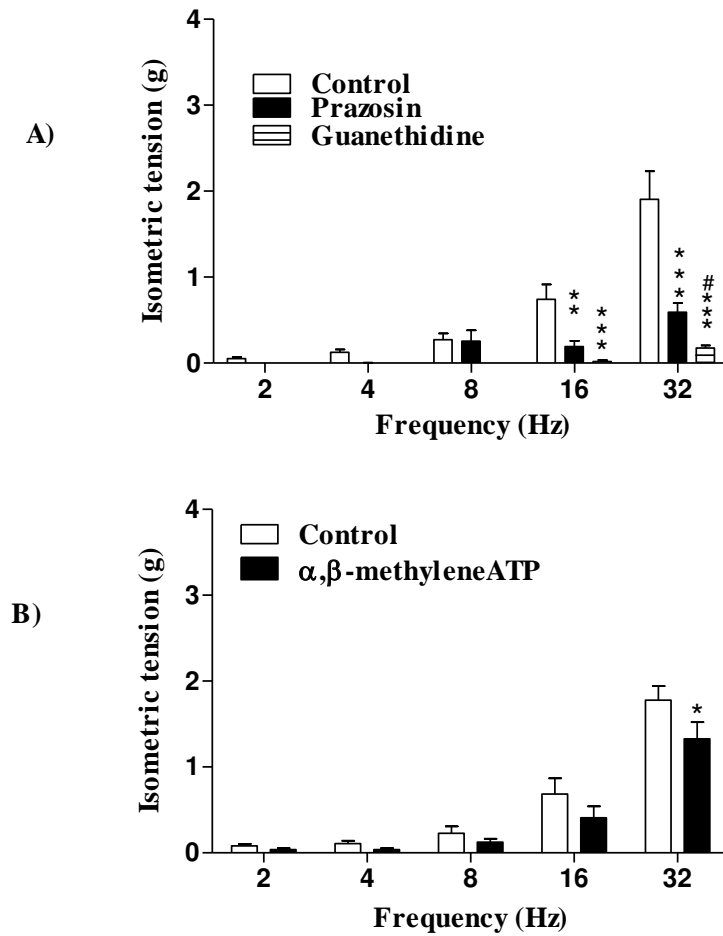 A)
Isometric tension (g)
4
3
2
1
0
Control
Prazosin
Guanethidine
**
***
***
#***
2 4 8 16 32
Frequency (Hz)
B)
Isometric tension (g)
4
3
2
1
0
Control
α,β-methyleneATP
*
2 4 8 16 32
Frequency (Hz)